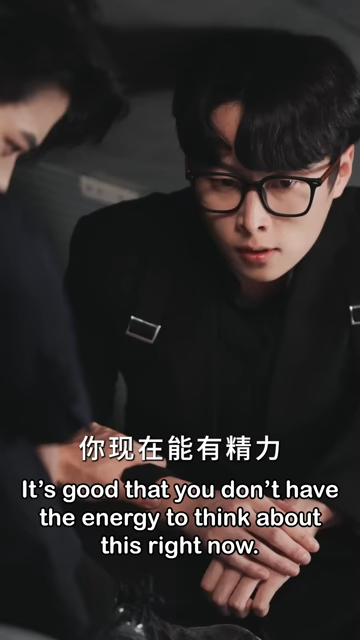 你现在能有精力
It's good that you don't have
the energy to think about
this right now.